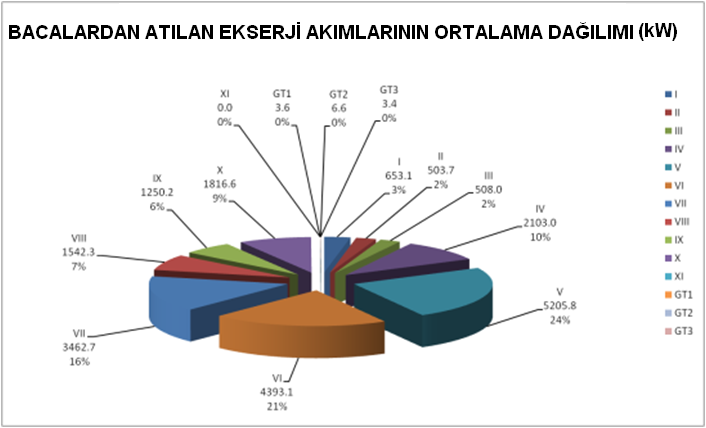 BACALARDAN ATILAN EKSERJİ AKIMLARININ ORTALAMA DAĞILIMI (kW)
XI
0.0
0%
GT1
3.6
0%
GT2
6.6
0%
GT3
3.4
0%
I
653.1
3%
II
503.7
2%
III
508.0
2%
IV
2103.0
10%
V
5205.8
24%
VI
4393.1
21%
VII
3462.7
16%
VIII
1542.3
7%
IX
1250.2
6%
X
1816.6
9%
I
II
III
IV
V
VI
VII
VIII
IX
X
XI
GT1
GT2
GT3